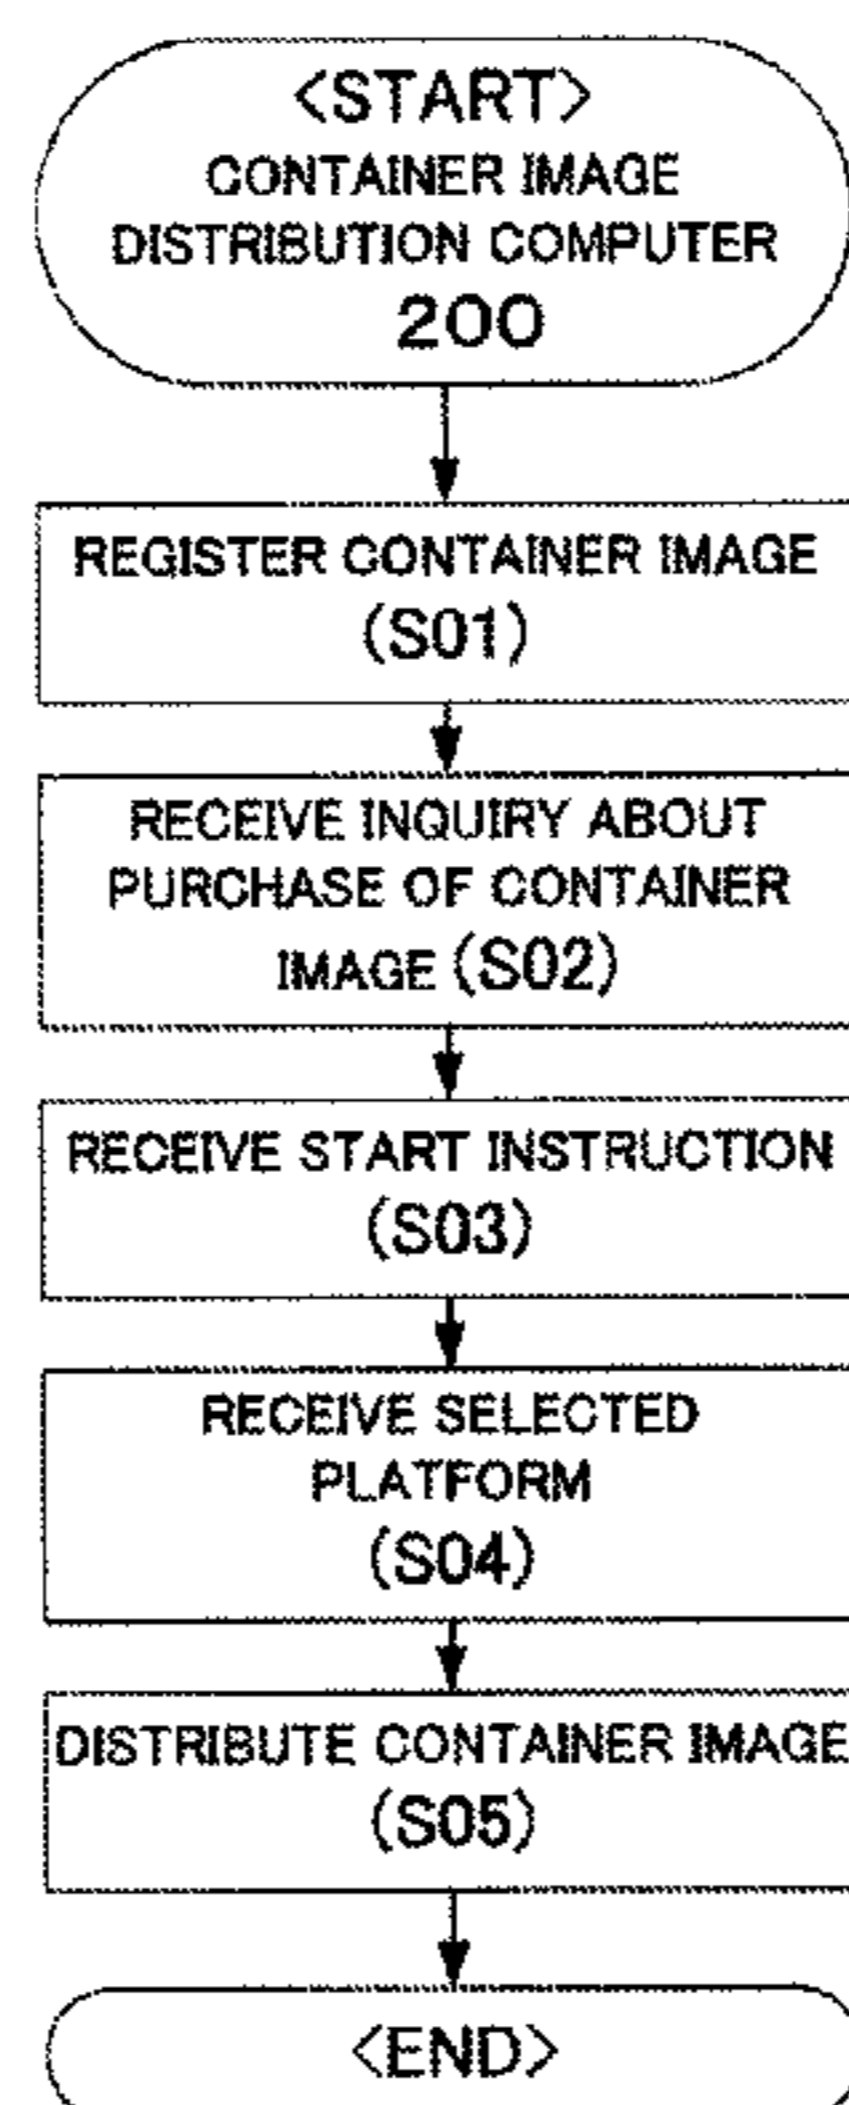 <START>
CONTAINER IMAGE
DISTRIBUTION COMPUTER
200
REGISTER CONTAINER IMAGE
(S01)
RECEIVE INQUIRY ABOUT
PURCHASE OF CONTAINER
IMAGE (S02)
RECEIVE START INSTRUCTION
(S03)
RECEIVE SELECTED
PLATFORM
(S04)
DISTRIBUTE CONTAINER IMAGE
(S05)
<END>